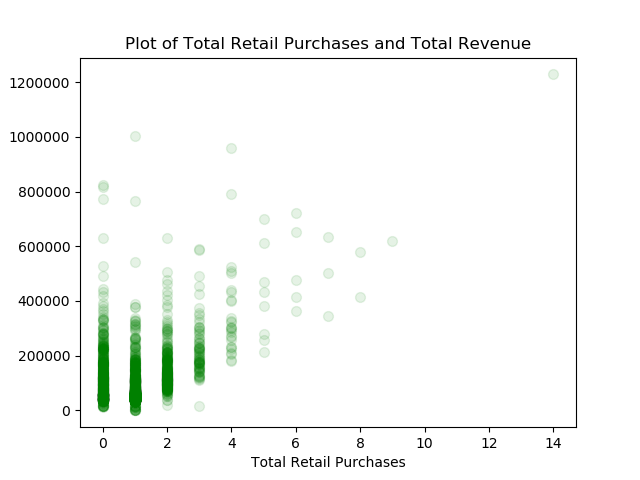 Plot of Total Retail Purchases and Total Revenue
1200000
1000000
800000
600000
400000
200000
0
0 2 4 6 8 10 12 14
Total Retail Purchases